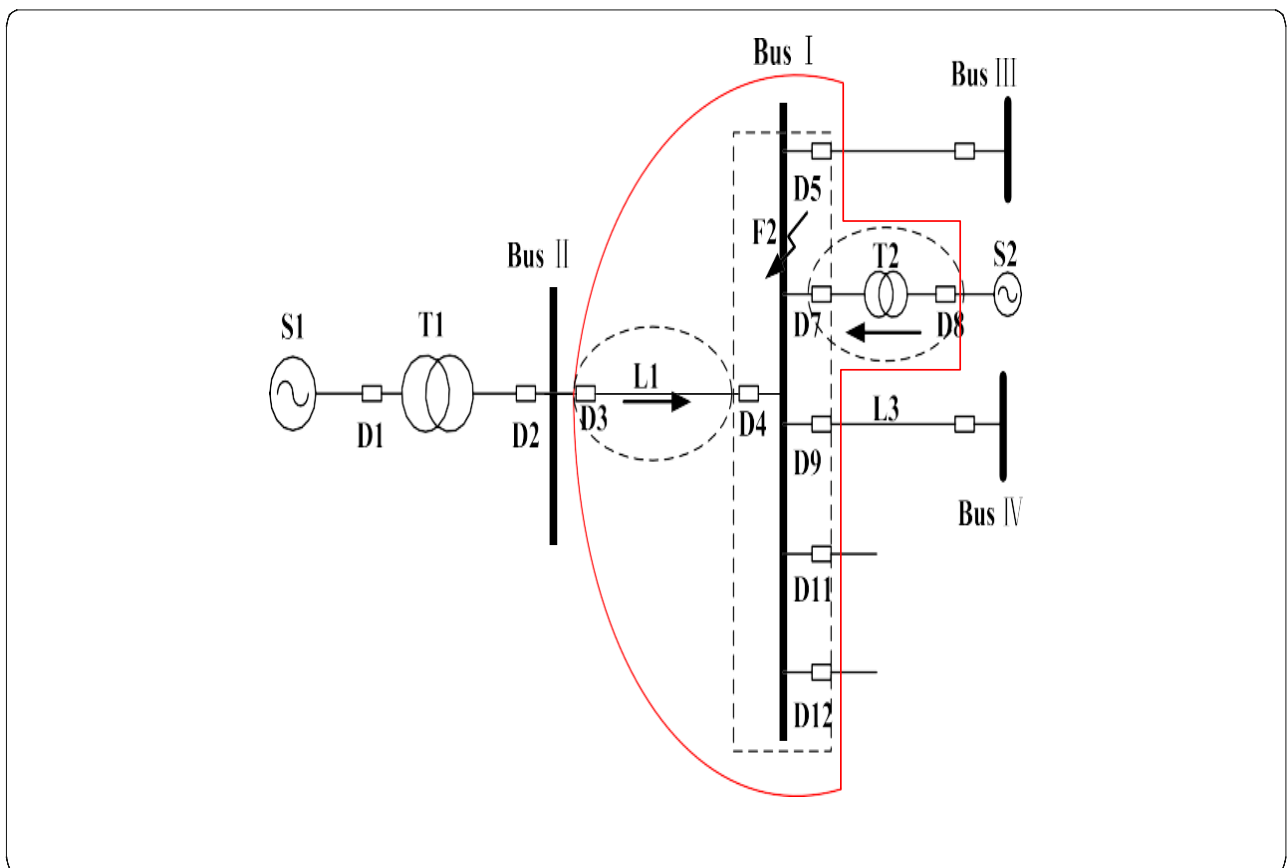 Bus Ⅰ
Bus Ⅲ
D5
F2
Bus Ⅱ
T2
S2
S1
T1
D7
D8
L1
L3
D1
D2
D3
D4
D9
Bus Ⅳ
D11
D12